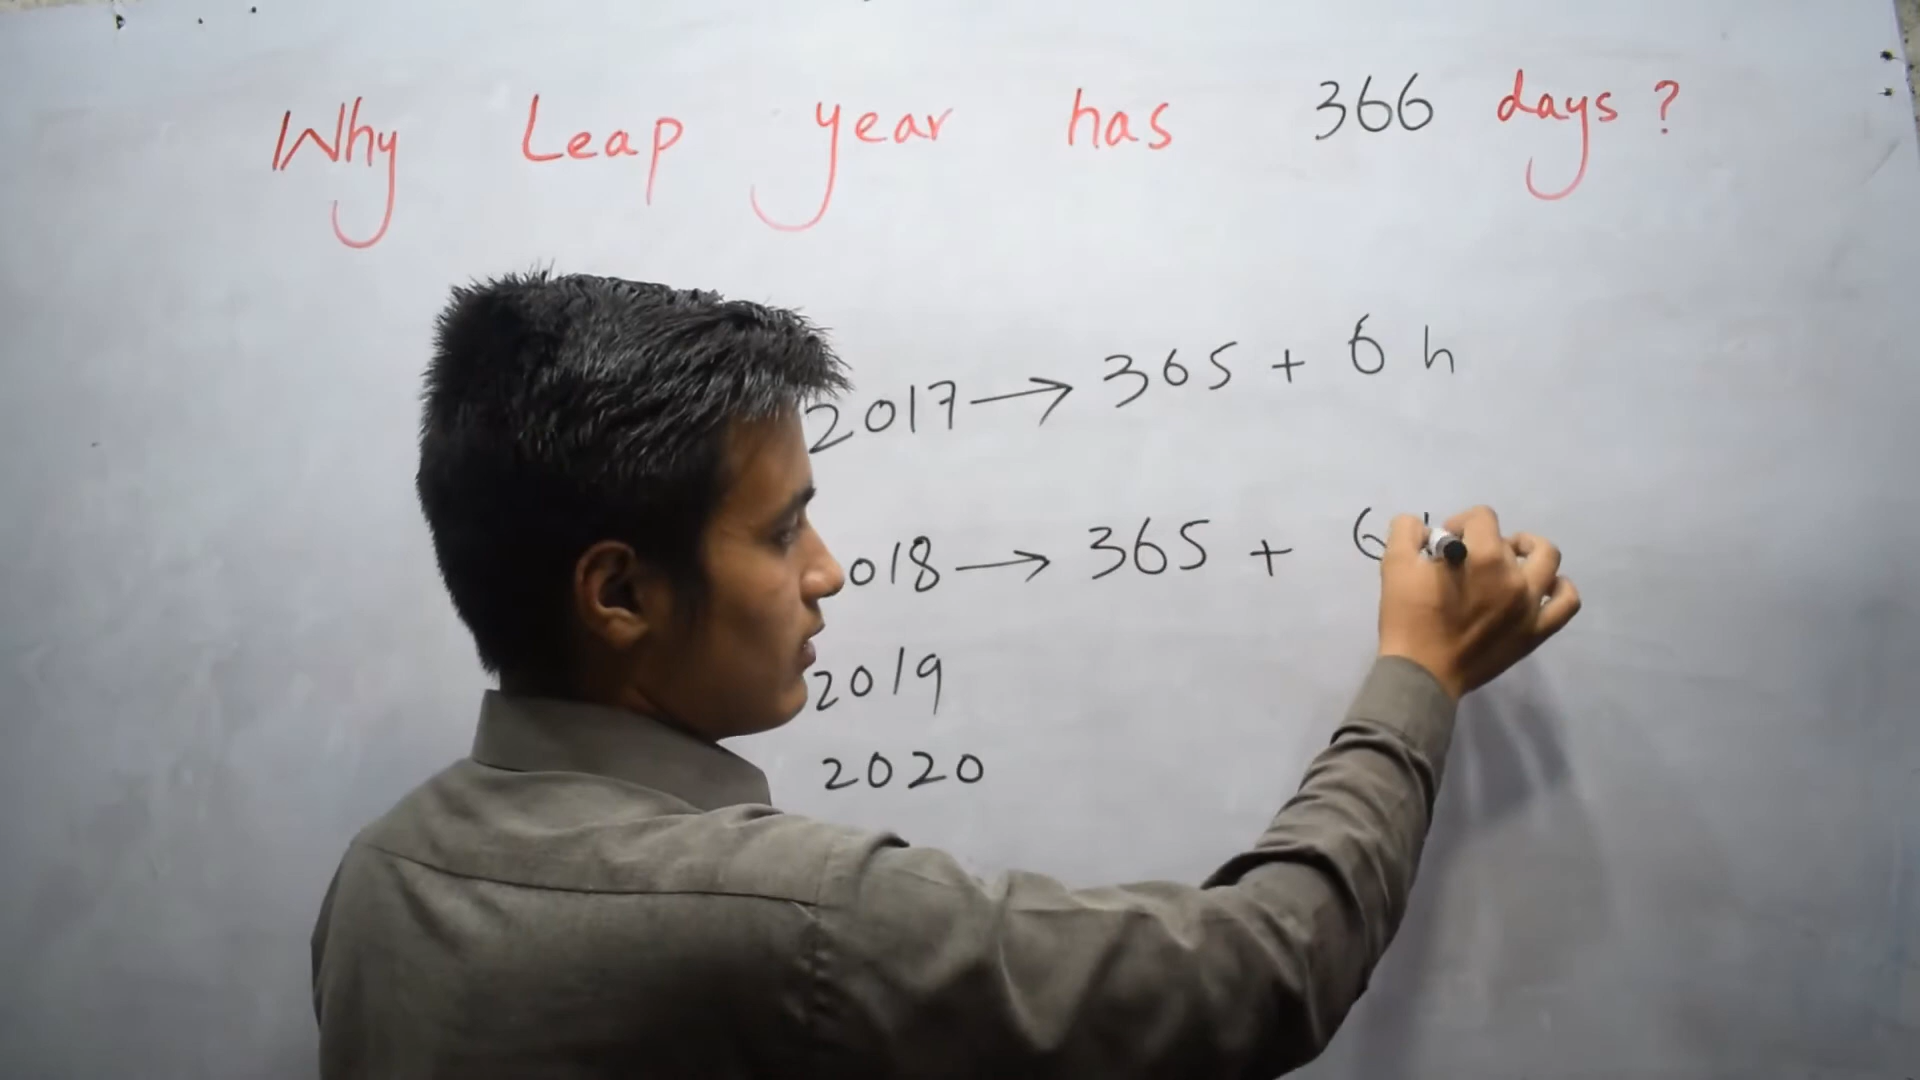 Why Leap year has 366 days?
2017 → 365 + 6 h
018 → 365 + 6
2019
2020